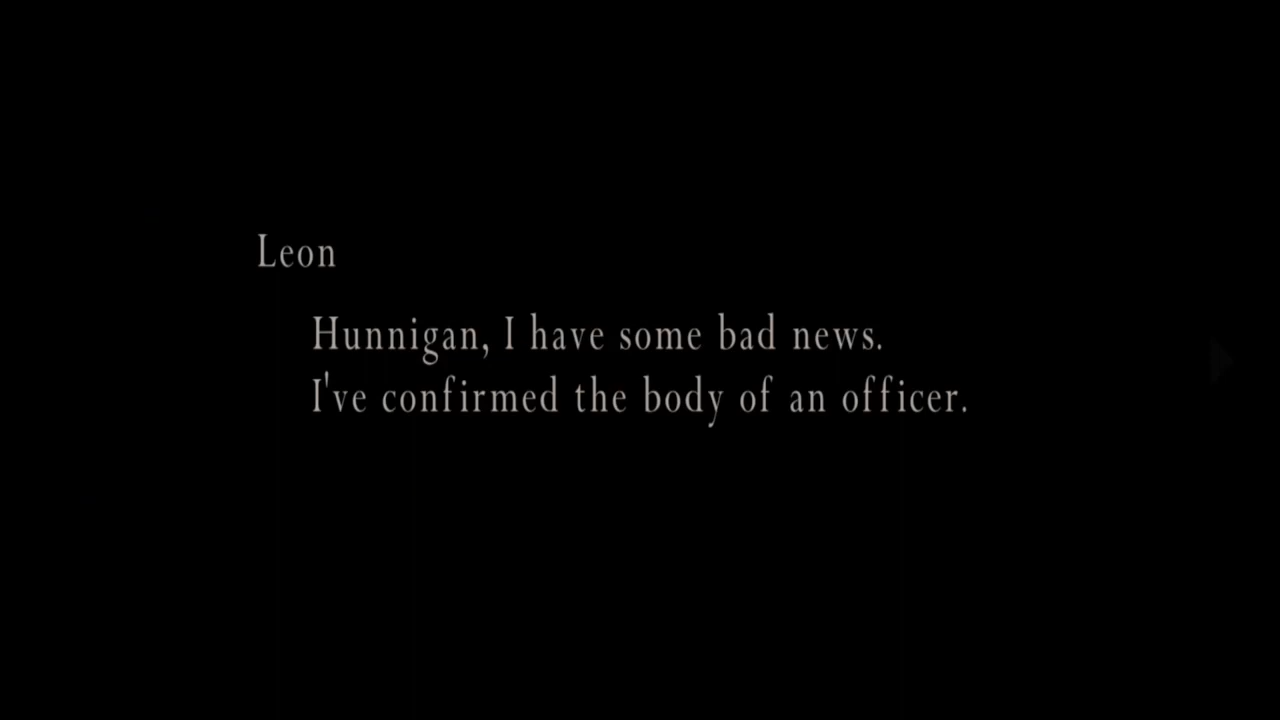 Leon
Hunnigan, I have some bad news.
I've confirmed the body of an officer.